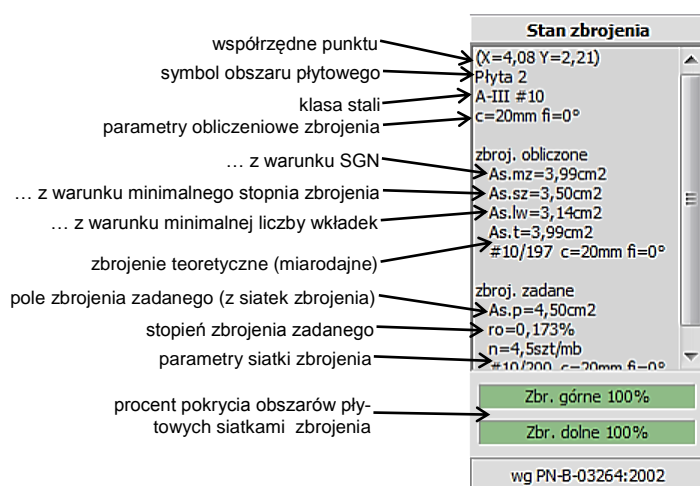 współrzędne punktu
symbol obszaru płytowego
klasa stali
parametry obliczeniowe zbrojenia
… z warunku SGN
… z warunku minimalnego stopnia zbrojenia
… z warunku minimalnej liczby wkładek
zbrojenie teoretyczne (miarodajne)
pole zbrojenia zadanego (z siatek zbrojenia)
stopień zbrojenia zadanego
parametry siatki zbrojenia
procent pokrycia obszarów pły-
towych siatkami zbrojenia
Stan zbrojenia
(X=4,08 Y=2,21)
Płyta 2
A-III #10
c=20mm fi=0°
zbroj. obliczone
As.mz=3,99cm2
As.sz=3,50cm2
As.lw=3,14cm2
As.t=3,99cm2
#10/197 c=20mm fi=0°
zbroj. zadane
As.p=4,50cm2
ro=0,173%
n=4,5szt/mb
#10/200 c=20mm fi=0°
Zbr. górne 100%
Zbr. dolne 100%
wg PN-B-03264:2002